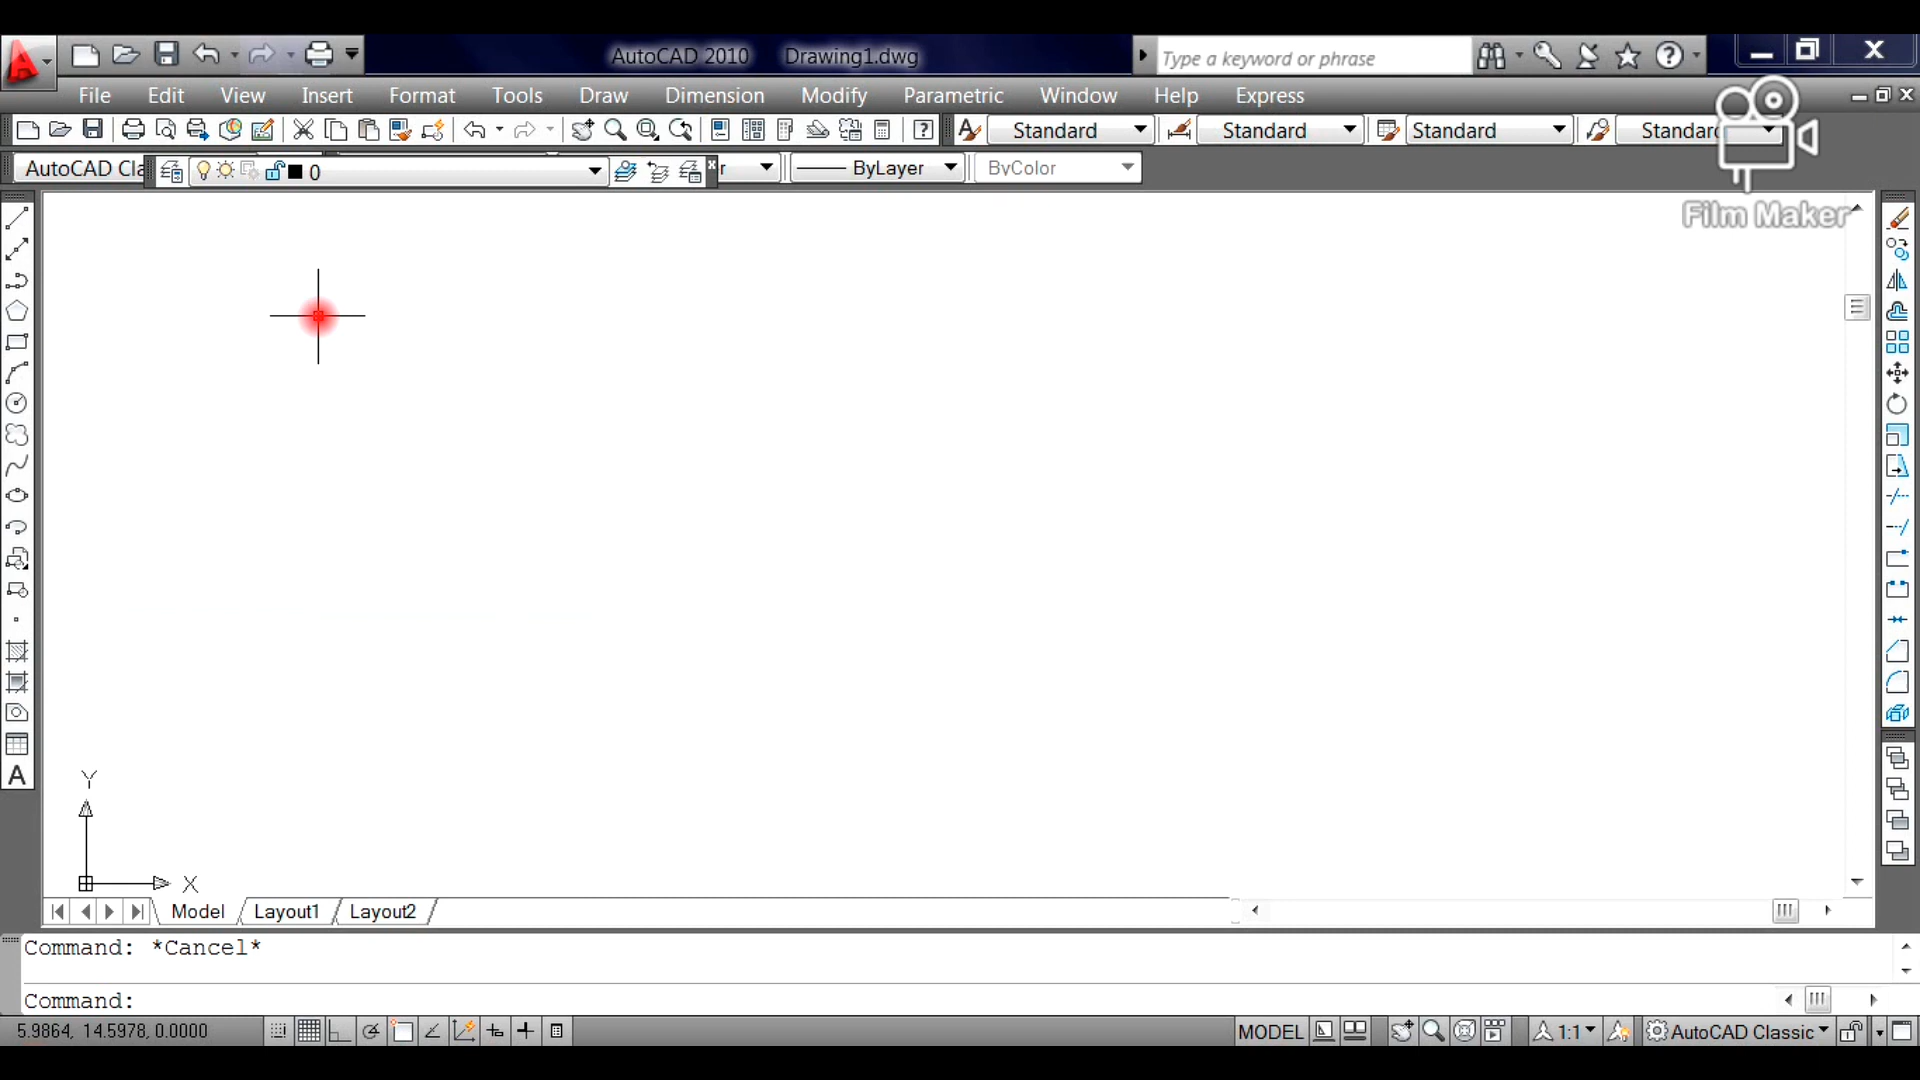 AutoCAD 2010 Drawing1.dwg Type a keyword or phrase
File Edit View Insert Format Tools Draw Dimension Modify Parametric Window Help Express
Standard Standard Standard Standard
AutoCAD Cla 0 r ByLayer ByColor
Film Maker
Y
X
Model Layout1 Layout2
Command: *Cancel*
Command:
5.9864, 14.5978, 0.0000 MODEL 1:1 AutoCAD Classic